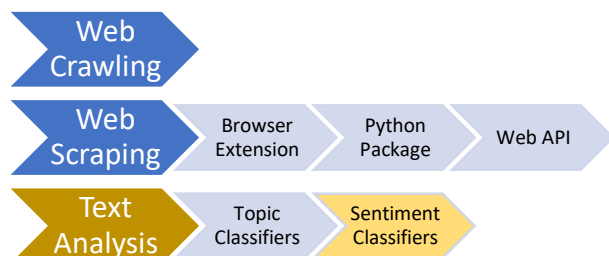 Web
Crawling
Web
Scraping
Browser
Extension
Python
Package
Web API
Text
Analysis
Topic
Classifiers
Sentiment
Classifiers